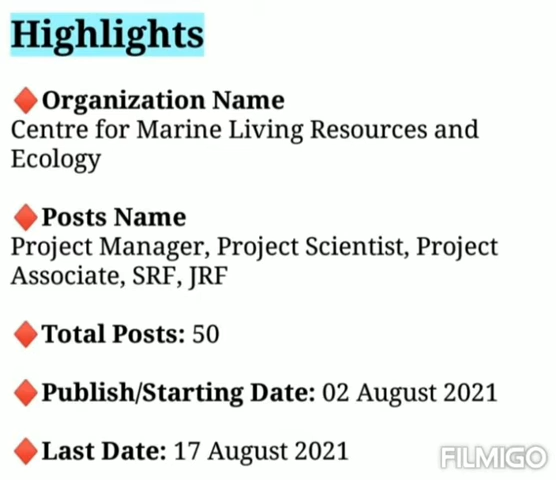 Highlights
♦Organization Name
Centre for Marine Living Resources and
Ecology
♦Posts Name
Project Manager, Project Scientist, Project
Associate, SRF, JRF
♦Total Posts: 50
♦Publish/Starting Date: 02 August 2021
♦Last Date: 17 August 2021
FILMIGO